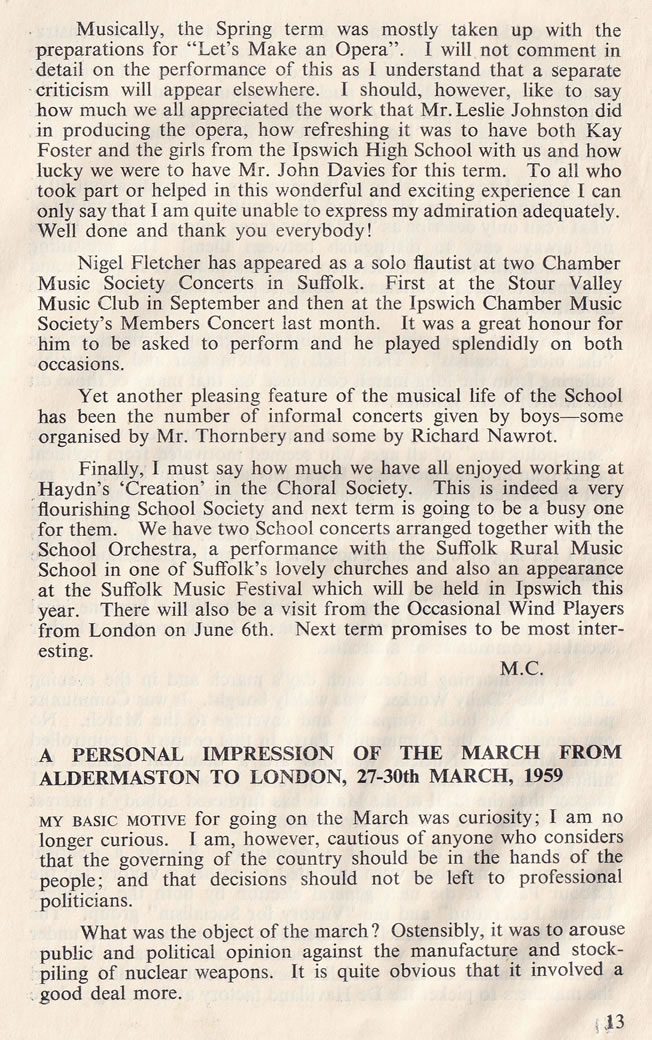 Musically, the Spring term was mostly taken up with the
preparations for “Let’s Make an Opera”. I will not comment in
detail on the performance of this as I understand that a separate
criticism will appear elsewhere. I should, however, like to say
how much we all appreciated the work that Mr. Leslie Johnston did
in producing the opera, how refreshing it was to have both Kay
Foster and the girls from the Ipswich High School with us and how
lucky we were to have Mr. John Davies for this term. To all who
took part or helped in this wonderful and exciting experience I can
only say that I am quite unable to express my admiration adequately.
Well done and thank you everybody!
Nigel Fletcher has appeared as a solo flautist at two Chamber
Music Society Concerts in Suffolk. First at the Stour Valley
Music Club in September and then at the Ipswich Chamber Music
Society’s Members Concert last month. It was a great honour for
him to be asked to perform and he played splendidly on both
occasions.
Yet another pleasing feature of the musical life of the School
has been the number of informal concerts given by boys—some
organised by Mr. Thornbery and some by Richard Nawrot.
Finally, I must say how much we have all enjoyed working at
Haydn’s ‘Creation’ in the Choral Society. This is indeed a very
flourishing School Society and next term is going to be a busy one
for them. We have two School concerts arranged together with the
School Orchestra, a performance with the Suffolk Rural Music
School in one of Suffolk’s lovely churches and also an appearance
at the Suffolk Music Festival which will be held in Ipswich this
year. There will also be a visit from the Occasional Wind Players
from London on June 6th. Next term promises to be most inter-
esting.
M.C.
A PERSONAL IMPRESSION OF THE MARCH FROM
ALDERMASTON TO LONDON, 27-30th MARCH, 1959
MY BASIC MOTIVE for going on the March was curiosity; I am no
longer curious. I am, however, cautious of anyone who considers
that the governing of the country should be in the hands of the
people; and that decisions should not be left to professional
politicians.
What was the object of the march? Ostensibly, it was to arouse
public and political opinion against the manufacture and stock-
piling of nuclear weapons. It is quite obvious that it involved a
good deal more.
13